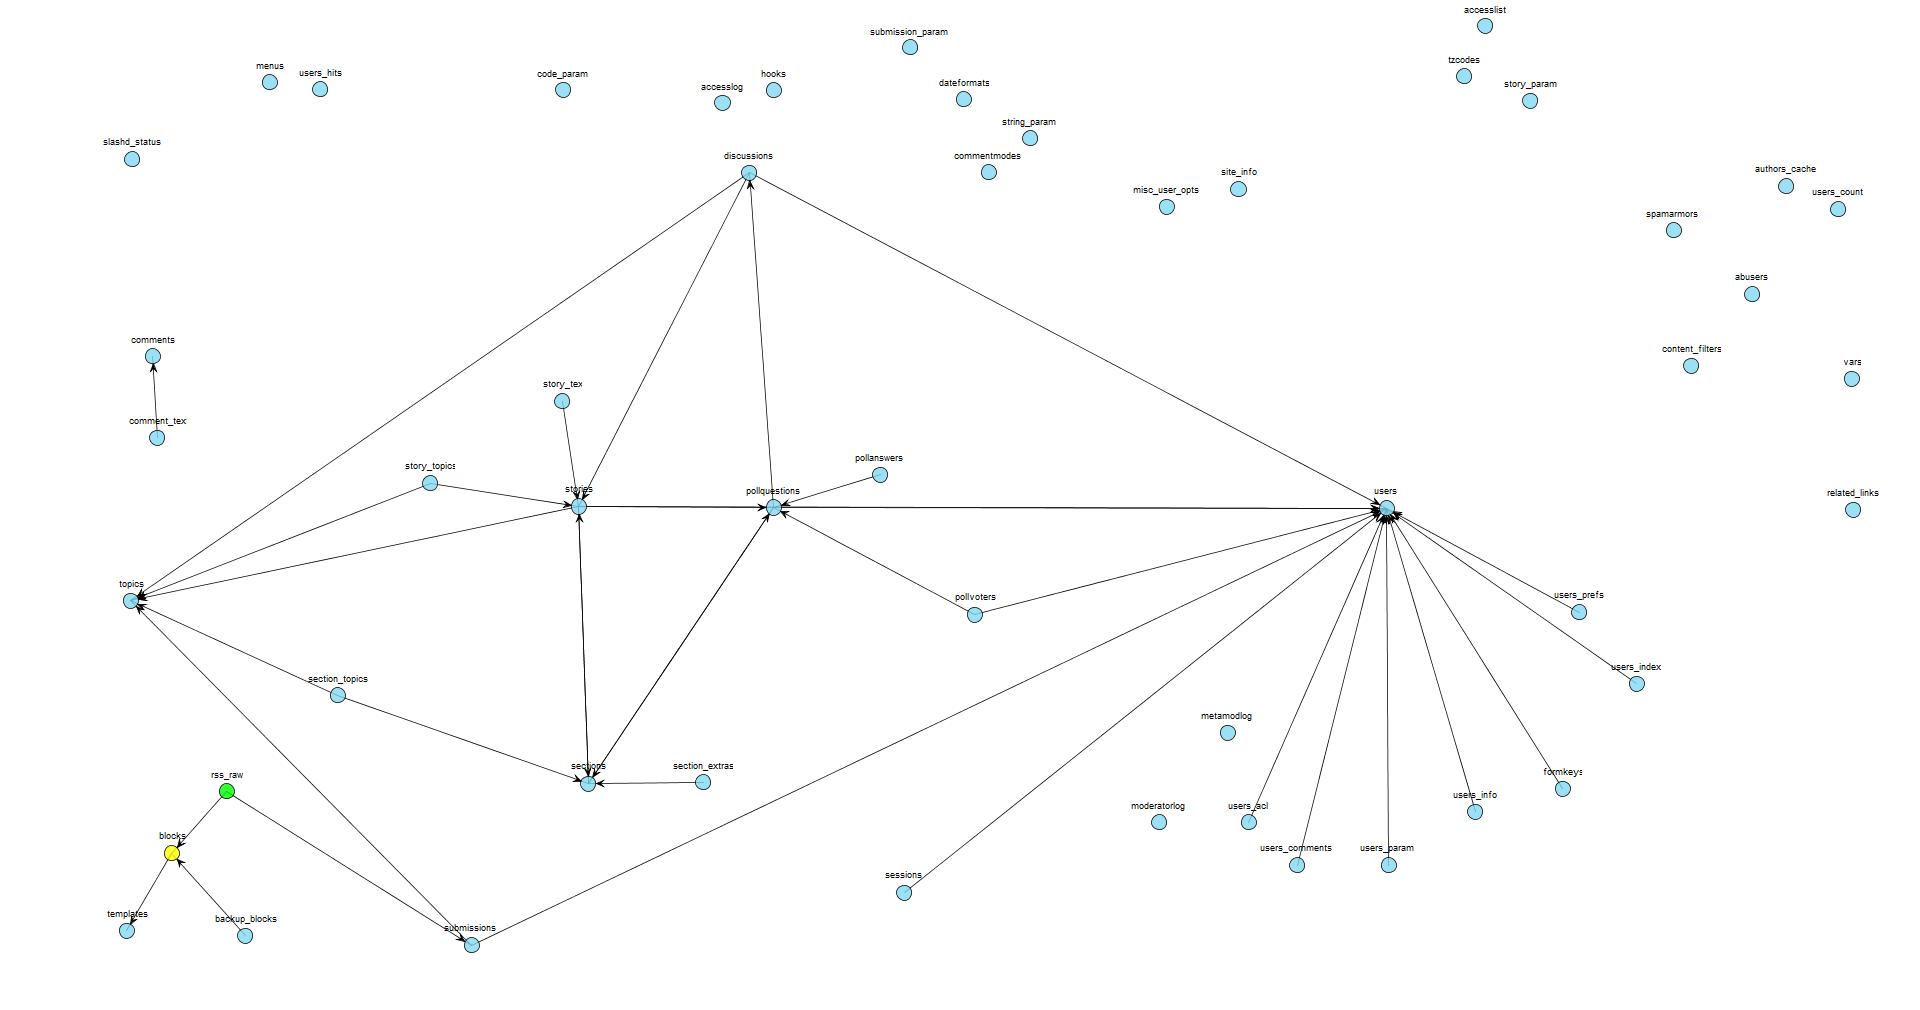 accesslist
submission_param
tzcodes
menus
users_hits
code_param
hooks
accesslog
dateformats
story_param
string_param
slashd_status
discussions
commentmodes
authors_cache
site_info
misc_user_opts
users_count
spamarmors
abusers
comments
content_filters
vars
story_tex
comment_tex
pollanswers
story_topics
stories
pollquestions
users
related_links
topics
pollvoters
users_prefs
users_index
section_topics
metamodlog
sections
section_extras
rss_raw
formkeys
users_info
moderatorlog
users_acl
blocks
users_comments
users_param
sessions
templates
backup_blocks
submissions